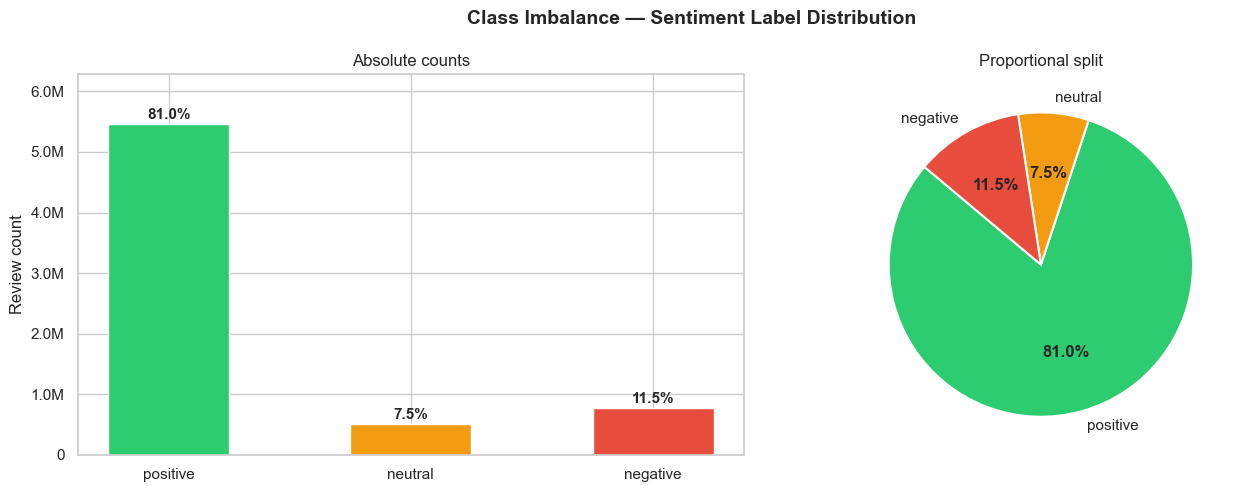 Class Imbalance — Sentiment Label Distribution
Absolute counts
Review count
6.0M
5.0M
4.0M
3.0M
2.0M
1.0M
0
81.0%
7.5%
11.5%
positive
neutral
negative
Proportional split
neutral
negative
7.5%
11.5%
81.0%
positive